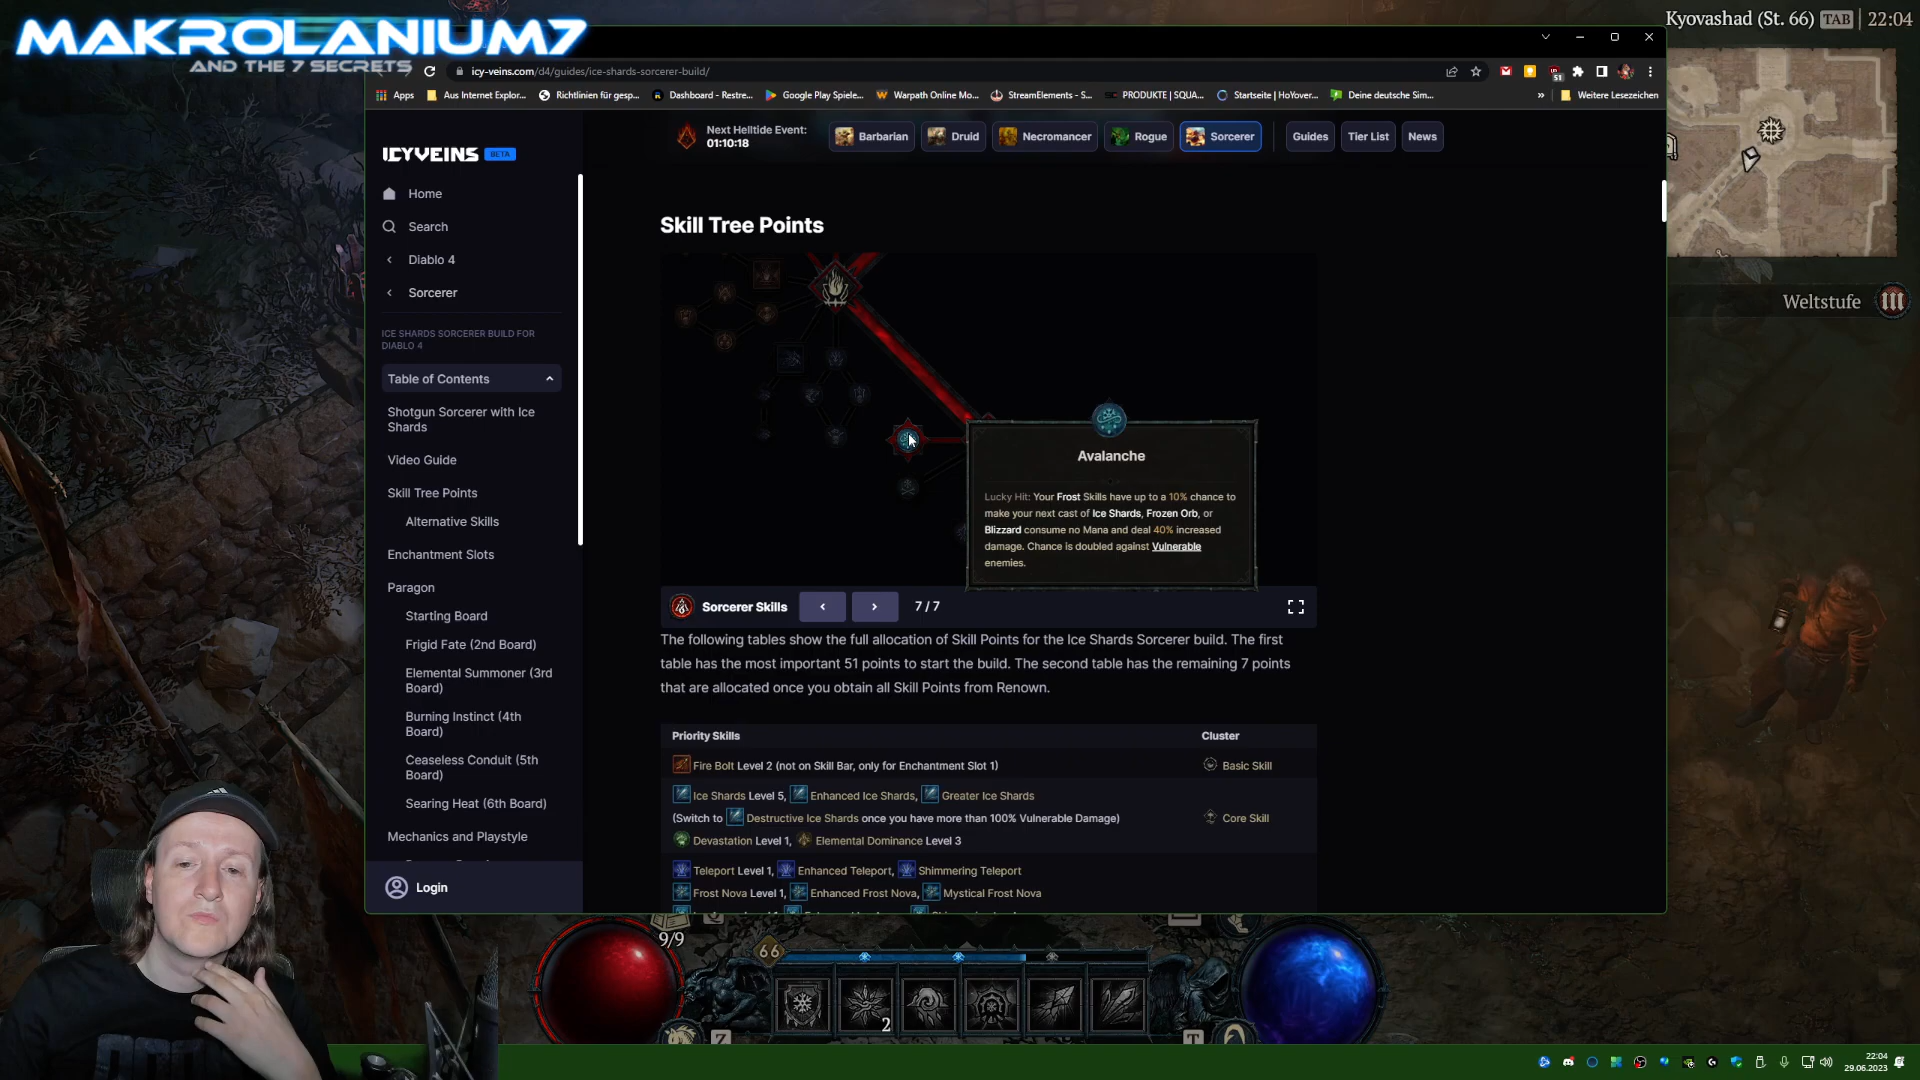 MAKROLANIUM7
AND THE 7 SECRETS
Kyovashad (St. 66) TAB 22:04
icy-veins.com/d4/guides/ice-shards-sorcerer-build/
51
Apps
Aus Internet Explor...
Richtlinien für gesp...
Dashboard - Restre...
Google Play Spiele...
Warpath Online Mo...
StreamElements - S...
PRODUKTE | SQUA...
Startseite | HoYover...
Deine deutsche Sim...
»
Weitere Lesezeichen
ICYVEINS BETA
Next Helltide Event:
01:10:18
Barbarian
Druid
Necromancer
Rogue
Sorcerer
Guides
Tier List
News
Home
Search
Diablo 4
Sorcerer
ICE SHARDS SORCERER BUILD FOR
DIABLO 4
Table of Contents
Shotgun Sorcerer with Ice
Shards
Video Guide
Skill Tree Points
Alternative Skills
Enchantment Slots
Paragon
Starting Board
Frigid Fate (2nd Board)
Elemental Summoner (3rd
Board)
Burning Instinct (4th
Board)
Ceaseless Conduit (5th
Board)
Searing Heat (6th Board)
Mechanics and Playstyle
Login
Skill Tree Points
Avalanche
Lucky Hit: Your Frost Skills have up to a 10% chance to
make your next cast of Ice Shards, Frozen Orb, or
Blizzard consume no Mana and deal 40% increased
damage. Chance is doubled against Vulnerable
enemies.
Sorcerer Skills
7 / 7
The following tables show the full allocation of Skill Points for the Ice Shards Sorcerer build. The first
table has the most important 51 points to start the build. The second table has the remaining 7 points
that are allocated once you obtain all Skill Points from Renown.
Priority Skills Cluster
Fire Bolt Level 2 (not on Skill Bar, only for Enchantment Slot 1) Basic Skill
Ice Shards Level 5, Enhanced Ice Shards, Greater Ice Shards
(Switch to Destructive Ice Shards once you have more than 100% Vulnerable Damage) Core Skill
Devastation Level 1, Elemental Dominance Level 3
Teleport Level 1, Enhanced Teleport, Shimmering Teleport
Frost Nova Level 1, Enhanced Frost Nova, Mystical Frost Nova
Weltstufe III
9/9
66
2
Z
T
22:04
29.06.2023